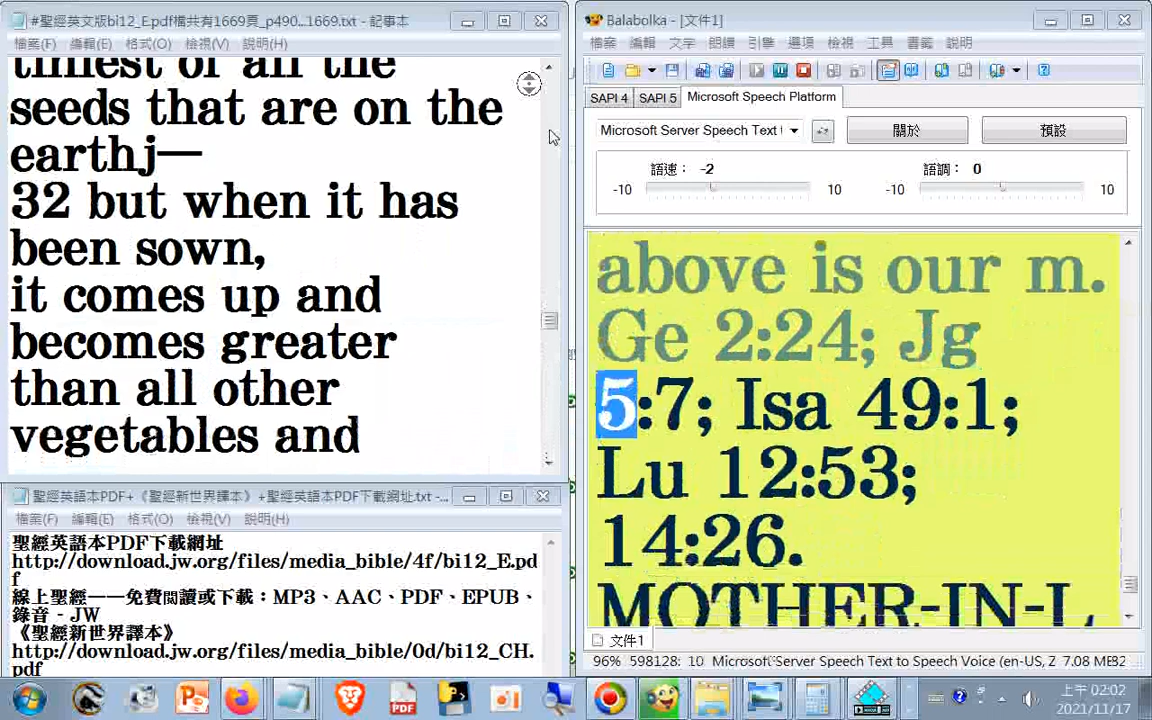 #聖經英文版bi12_E.pdf檔共有1669頁_p490...1669.txt - 記事本
檔案(F) 編輯(E) 格式(O) 檢視(V) 說明(H)
tiniest of all the
seeds that are on the
earthj—
32 but when it has
been sown,
it comes up and
becomes greater
than all other
vegetables and
聖經英語本PDF+《聖經新世界譯本》+聖經英語本PDF下載網址.txt -...
檔案(F) 編輯(E) 格式(O) 檢視(V) 說明(H)
聖經英語本PDF下載網址
http://download.jw.org/files/media_bible/4f/bi12_E.pd
f
線上聖經——免費閱讀或下載：MP3、AAC、PDF、EPUB、
錄音 - JW
《聖經新世界譯本》
http://download.jw.org/files/media_bible/0d/bi12_CH.
pdf
Balabolka - [文件1]
檔案 編輯 文字 朗讀 引擎 選項 檢視 工具 書籤 說明
SAPI 4 SAPI 5 Microsoft Speech Platform
Microsoft Server Speech Text 關於 預設
語速： -2 語調： 0
-10 10 -10 10
above is our m.
Ge 2:24; Jg
5:7; Isa 49:1;
Lu 12:53;
14:26.
MOTHER-IN-L
文件1
96% 598128: 10 Microsoft Server Speech Text to Speech Voice (en-US, Z 7.08 MB
上午 02:02
2021/11/17